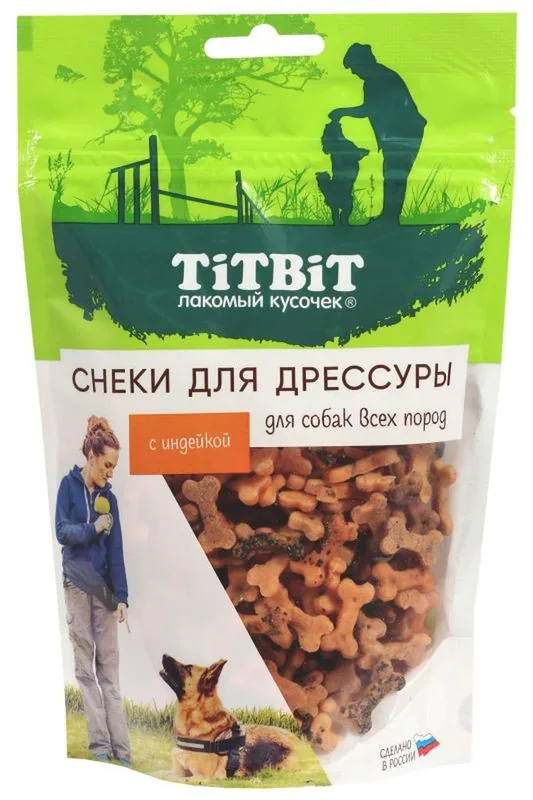 TiTBiT
лакомый кусочек®
СНЕКИ ДЛЯ ДРЕССУРЫ
с индейкой
для собак всех пород
СДЕЛАНО
В РОССИИ